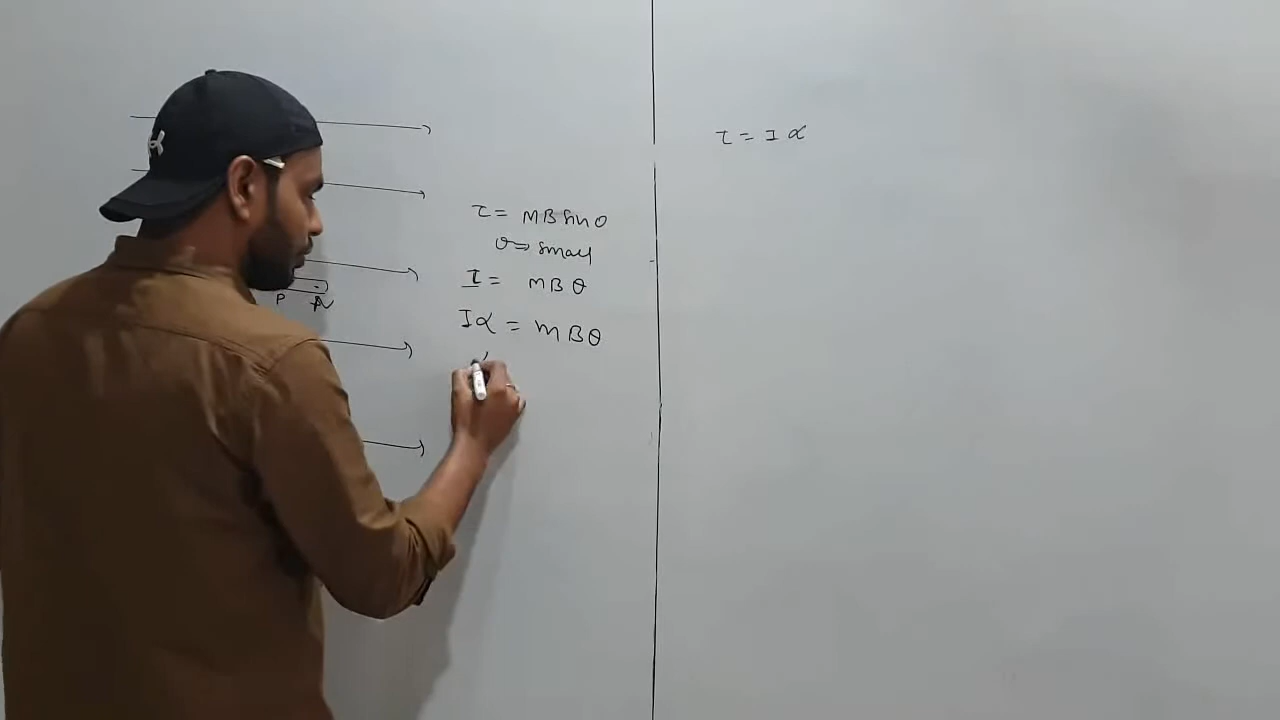 τ = MB sin θ
θ ⇒ small
τ = MBθ
Iα = MBθ
P
τ = Iα